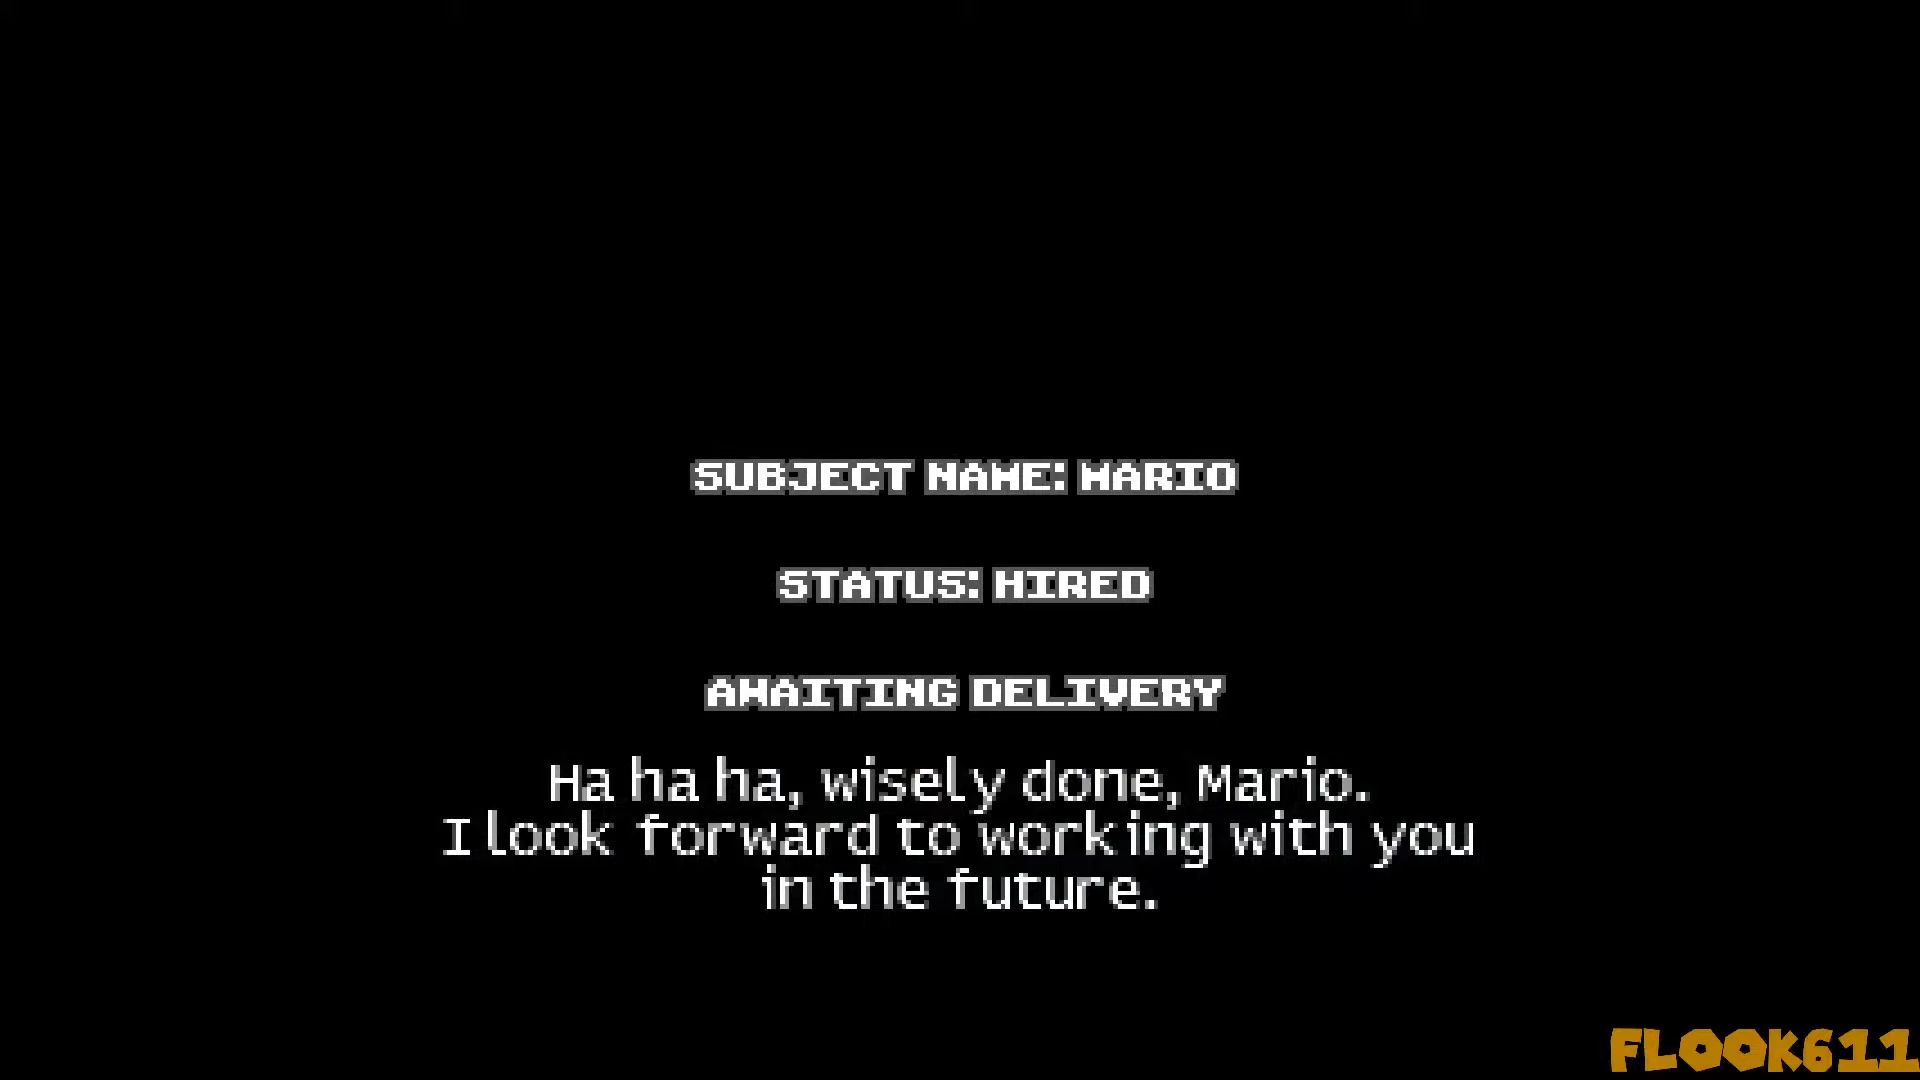 SUBJECT NAME: MARIO
STATUS: HIRED
AWAITING DELIVERY
Ha ha ha, wisely done, Mario.
I look forward to working with you
in the future.
FLOOK611